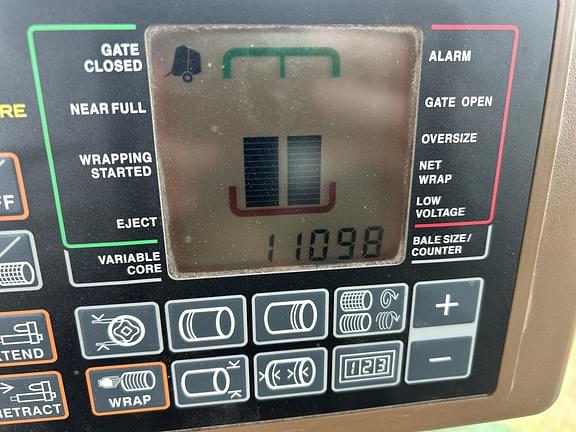 GATE
CLOSED
NEAR FULL
WRAPPING
STARTED
EJECT
VARIABLE
CORE
ALARM
GATE OPEN
OVERSIZE
NET
WRAP
LOW
VOLTAGE
BALE SIZE/
COUNTER
11098
RE
FF
TEND
RETRACT
WRAP
123
+
-